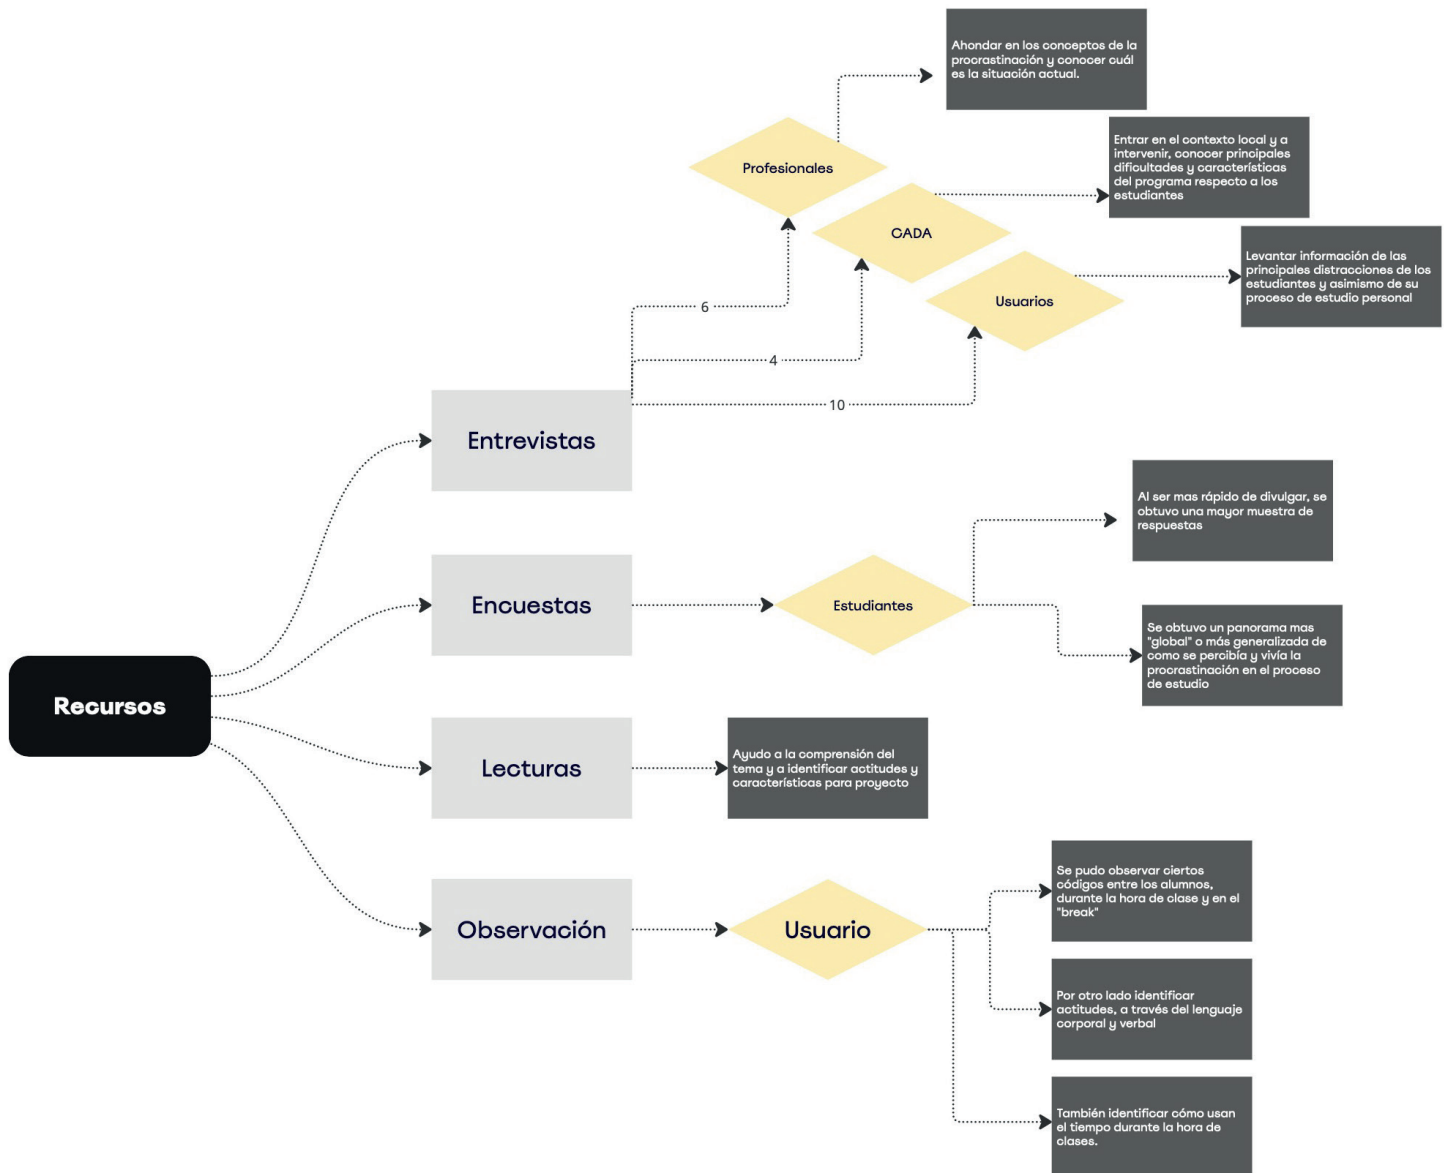 Ahondar en los conceptos de la
procrastinación y conocer cuál
es la situación actual.
Profesionales
Entrar en el contexto local y a
intervenir, conocer principales
dificultades y características
del programa respecto a los
estudiantes
CADA
Levantar información de las
principales distracciones de los
estudiantes y asimismo de su
proceso de estudio personal
Usuarios
6
4
10
Entrevistas
Al ser mas rápido de divulgar, se
obtuvo una mayor muestra de
respuestas
Encuestas
Estudiantes
Se obtuvo un panorama mas
"global" o más generalizada de
como se percibía y vivía la
procrastinación en el proceso
de estudio
Recursos
Lecturas
Ayudo a la comprensión del
tema y a identificar actitudes y
características para proyecto
Observación
Usuario
Se pudo observar ciertos
códigos entre los alumnos,
durante la hora de clase y en el
"break"
Por otro lado identificar
actitudes, a través del lenguaje
corporal y verbal
También identificar cómo usan
el tiempo durante la hora de
clases.